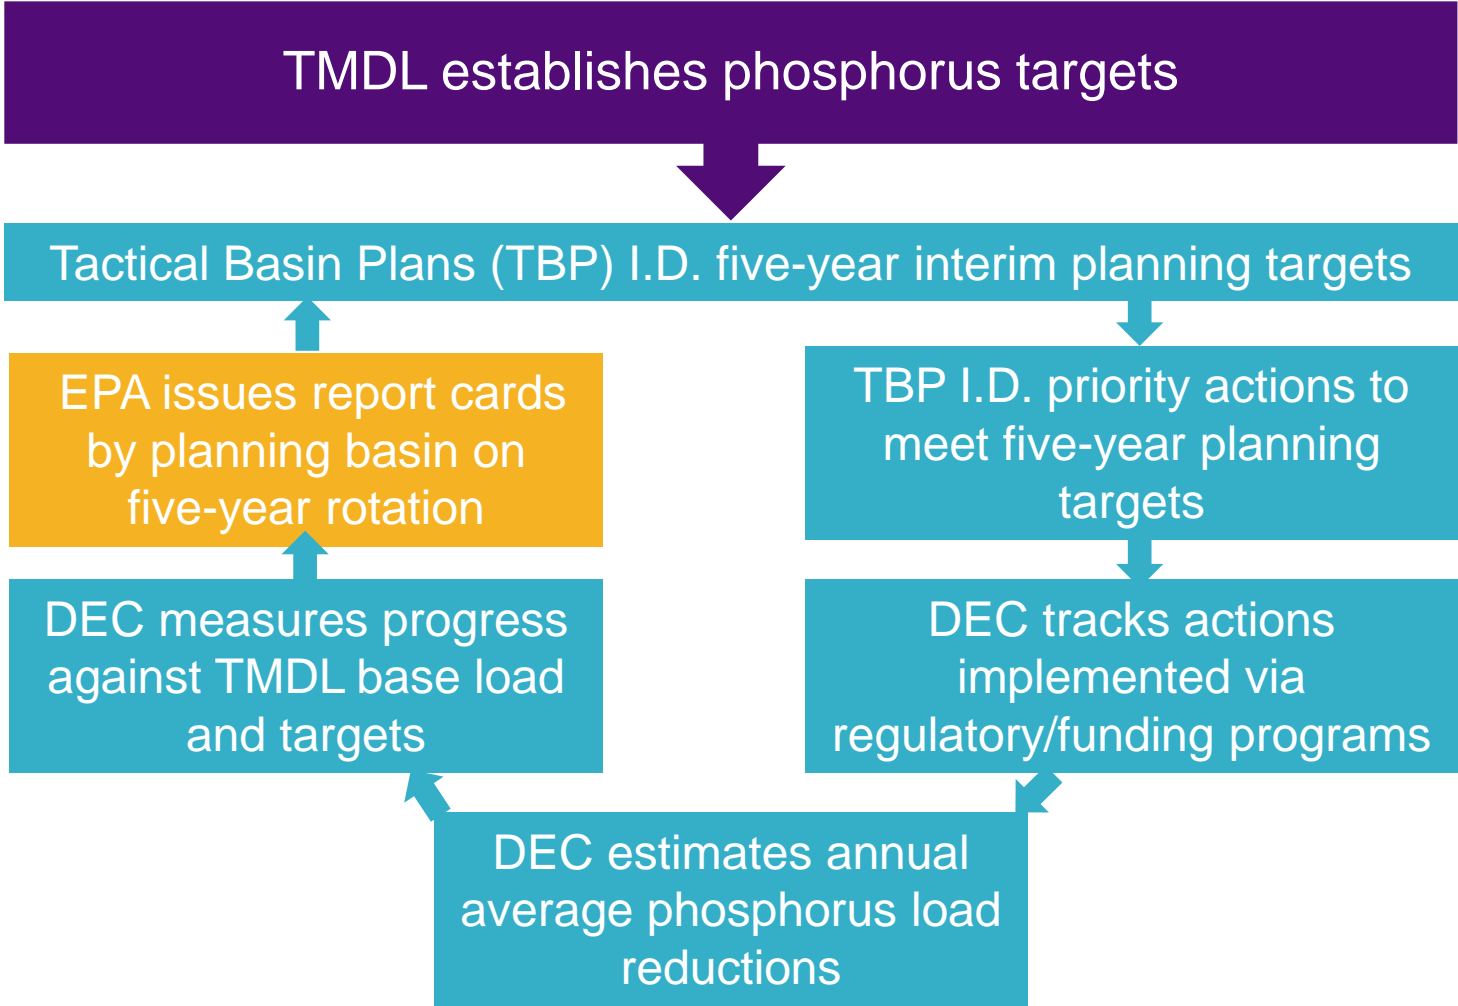 TMDL establishes phosphorus targets
Tactical Basin Plans (TBP) I.D. five-year interim planning targets
EPA issues report cards
by planning basin on
five-year rotation
TBP I.D. priority actions to
meet five-year planning
targets
DEC measures progress
against TMDL base load
and targets
DEC tracks actions
implemented via
regulatory/funding programs
DEC estimates annual
average phosphorus load
reductions